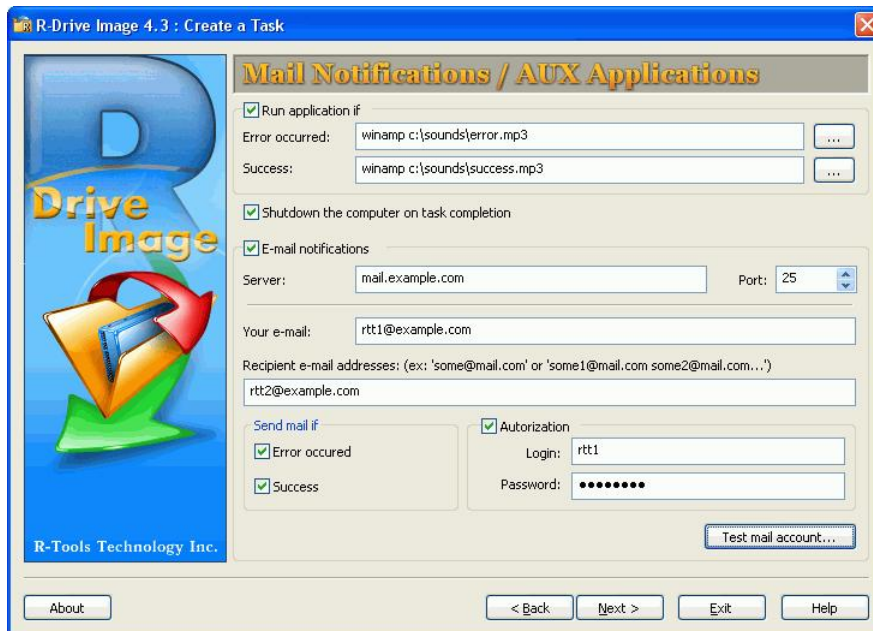 R-Drive Image 4.3 : Create a Task
R
Drive
Image
R-Tools Technology Inc.
Mail Notifications / AUX Applications
Run application if
Error occurred: winamp c:\sounds\error.mp3 ...
Success: winamp c:\sounds\success.mp3 ...
Shutdown the computer on task completion
E-mail notifications
Server: mail.example.com Port: 25
Your e-mail: rtt1@example.com
Recipient e-mail addresses: (ex: 'some@mail.com' or 'some1@mail.com some2@mail.com...')
rtt2@example.com
Send mail if
Error occured
Success
Autorization
Login: rtt1
Password: ●●●●●●●●
Test mail account...
About < Back Next > Exit Help